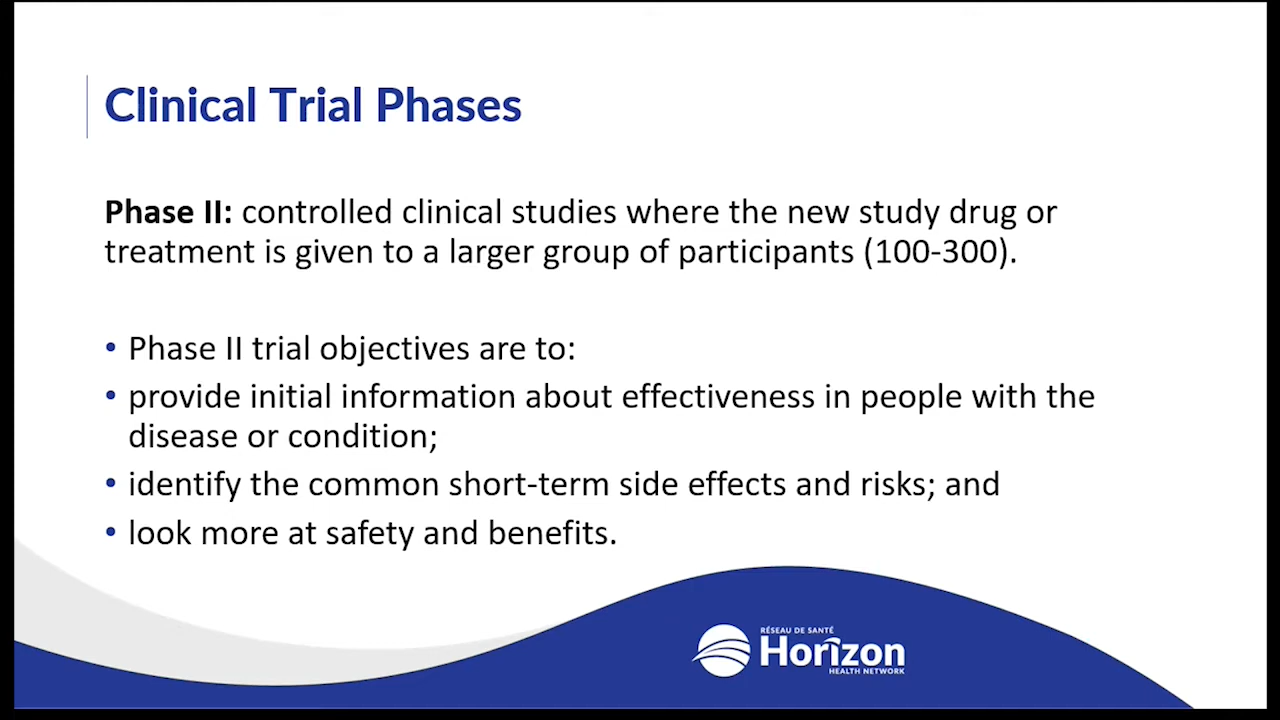 Clinical Trial Phases
Phase II: controlled clinical studies where the new study drug or
treatment is given to a larger group of participants (100-300).
• Phase II trial objectives are to:
• provide initial information about effectiveness in people with the
disease or condition;
• identify the common short-term side effects and risks; and
• look more at safety and benefits.
RÉSEAU DE SANTÉ
Horizon
HEALTH NETWORK